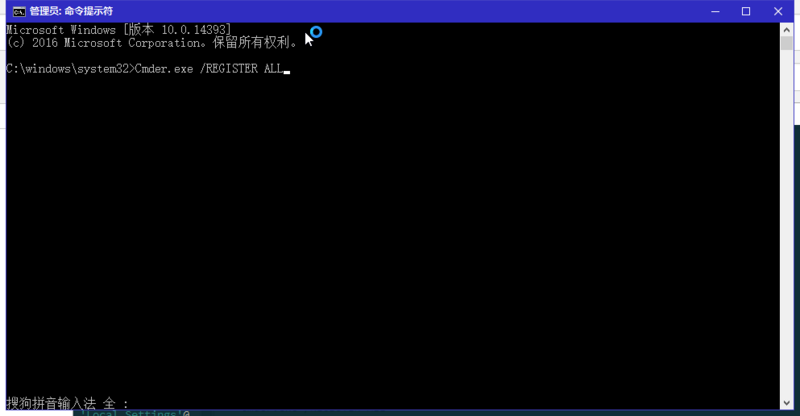 管理员: 命令提示符
Microsoft Windows [版本 10.0.14393]
(c) 2016 Microsoft Corporation。保留所有权利。
C:\windows\system32>Cmder.exe /REGISTER ALL
搜狗拼音输入法 全 :
'Local Settings'@